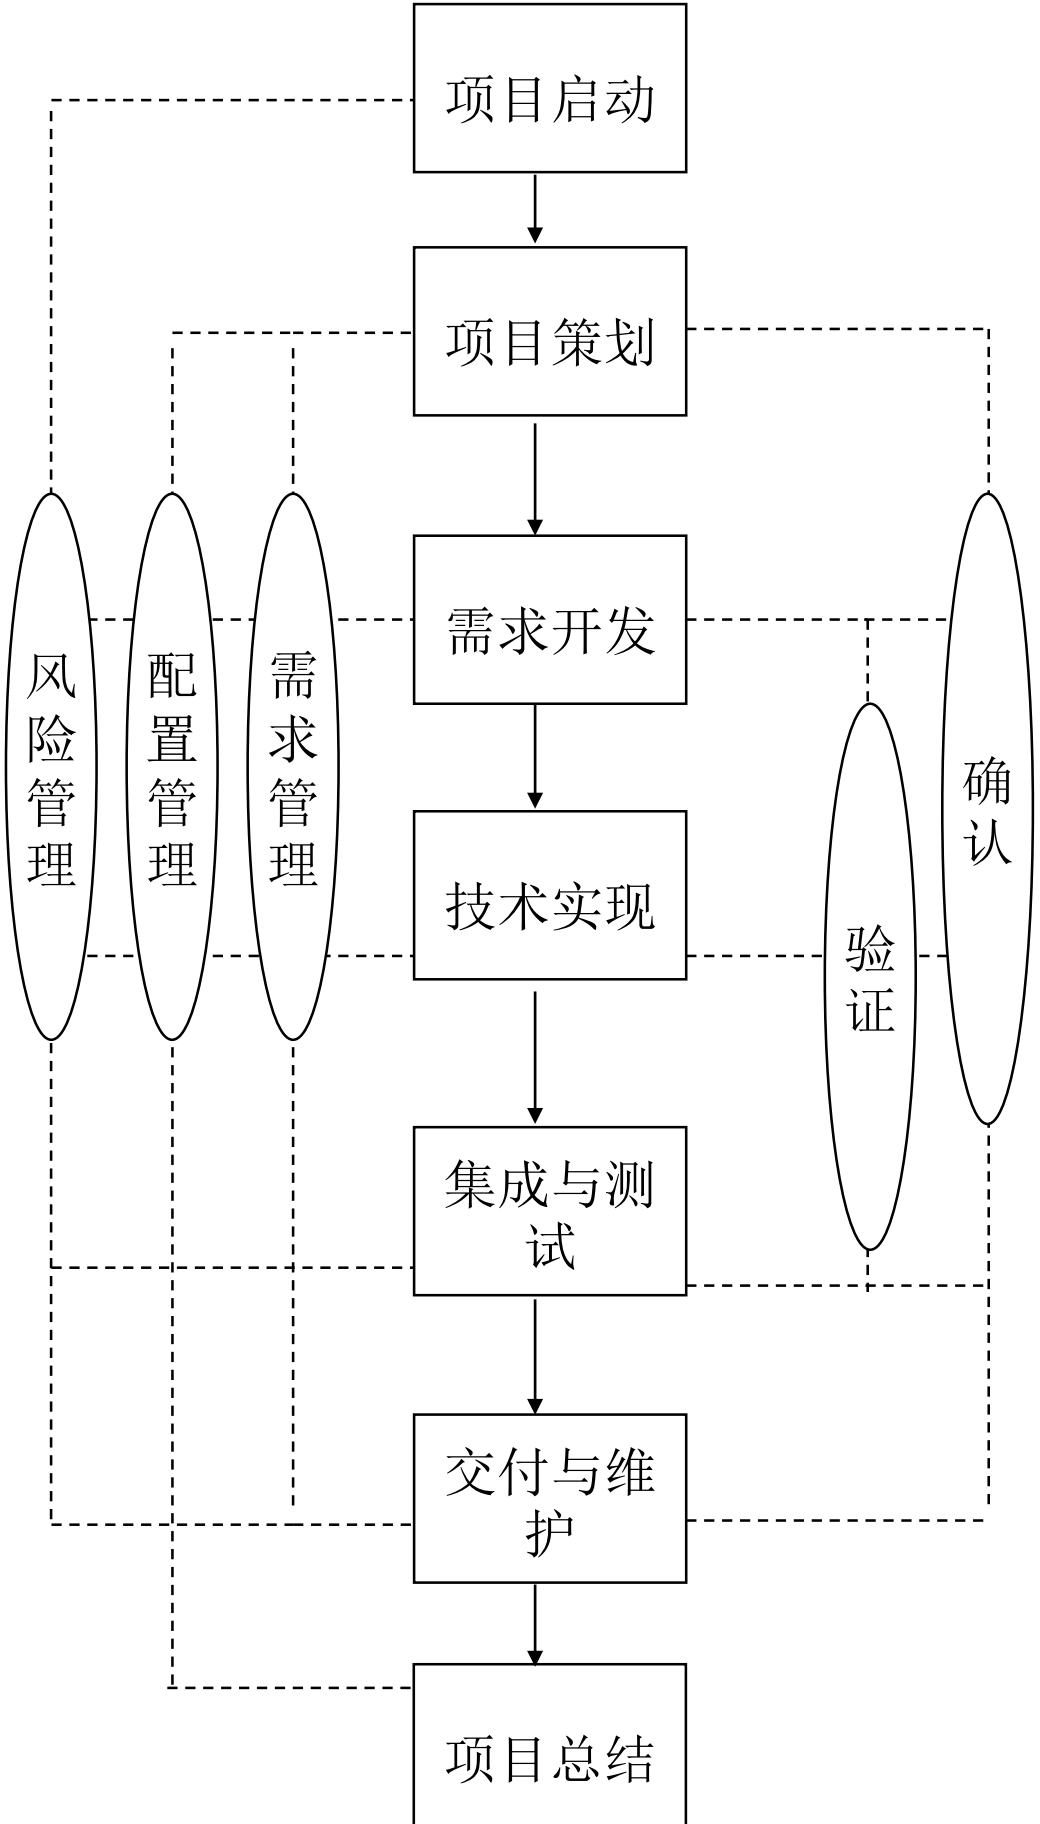 项目启动
项目策划
需求开发
风险管理
配置管理
需求管理
确认
技术实现
验证
集成与测
试
交付与维
护
项目总结